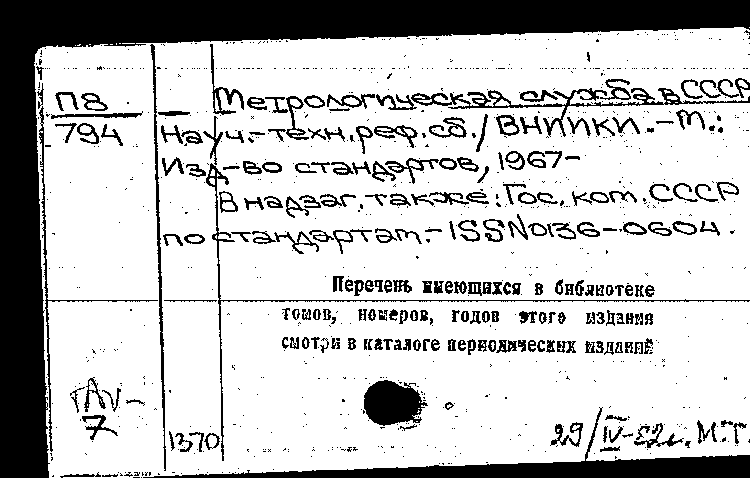 П8
794
Метрологическая служба в СССР
Науч.-техн.реф.сб./ВНИИКИ.-М.:
Изд-во стандартов, 1967-
В надзаг. также: Гос. ком. СССР
по стандартам.- ISSN0136-0604.
Перечень имеющихся в библиотеке
томов, номеров, годов этого издания
смотри в каталоге периодических изданий
7
1370
29/IV-82г. М.Т.